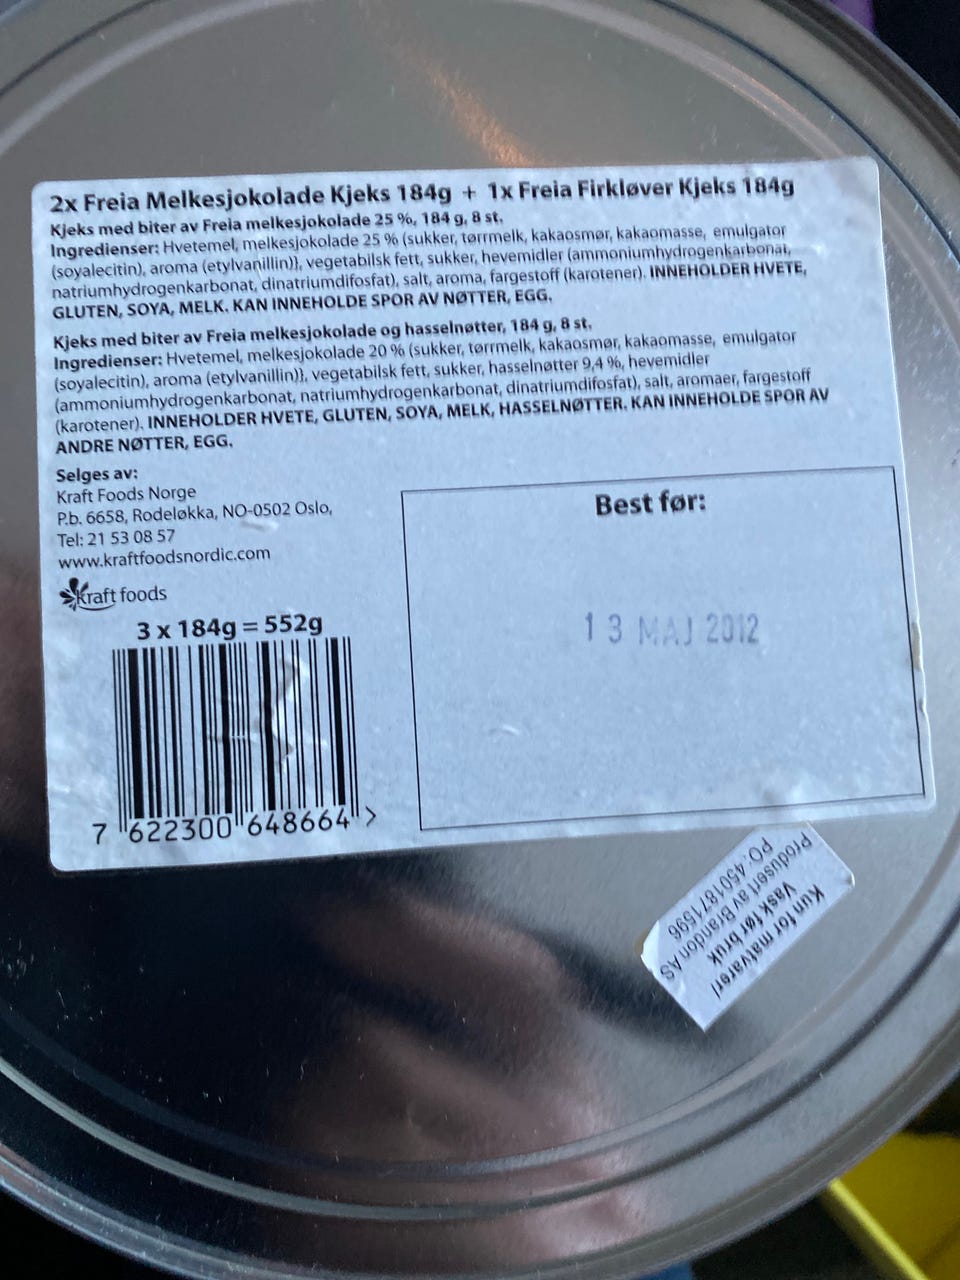 2x Freia Melkesjokolade Kjeks 184g + 1x Freia Firkløver Kjeks 184g
Kjeks med biter av Freia melkesjokolade 25 %, 184 g, 8 st.
Ingredienser: Hvetemel, melkesjokolade 25 % (sukker, tørrmelk, kakaosmør, kakaomasse, emulgator
(soyalecitin), aroma (etylvanillin)}, vegetabilsk fett, sukker, hevemidler (ammoniumhydrogenkarbonat,
natriumhydrogenkarbonat, dinatriumdifosfat), salt, aroma, fargestoff (karotener). INNEHOLDER HVETE,
GLUTEN, SOYA, MELK. KAN INNEHOLDE SPOR AV NØTTER, EGG.
Kjeks med biter av Freia melkesjokolade og hasselnøtter, 184 g, 8 st.
Ingredienser: Hvetemel, melkesjokolade 20 % (sukker, tørrmelk, kakaosmør, kakaomasse, emulgator
(soyalecitin), aroma (etylvanillin)}, vegetabilsk fett, sukker, hasselnøtter 9,4 %, hevemidler
(ammoniumhydrogenkarbonat, natriumhydrogenkarbonat, dinatriumdifosfat), salt, aromaer, fargestoff
(karotener). INNEHOLDER HVETE, GLUTEN, SOYA, MELK, HASSELNØTTER. KAN INNEHOLDE SPOR AV
ANDRE NØTTER, EGG.
Selges av:
Kraft Foods Norge
P.b. 6658, Rodeløkka, NO-0502 Oslo,
Tel: 21 53 08 57
www.kraftfoodsnordic.com
kraft foods
3 x 184g = 552g
7 622300 648664 >
Best før:
13 MAJ 2012
Kun for matvarer!
Vask før bruk
Produsert av Brandon AS
PO:4501871596